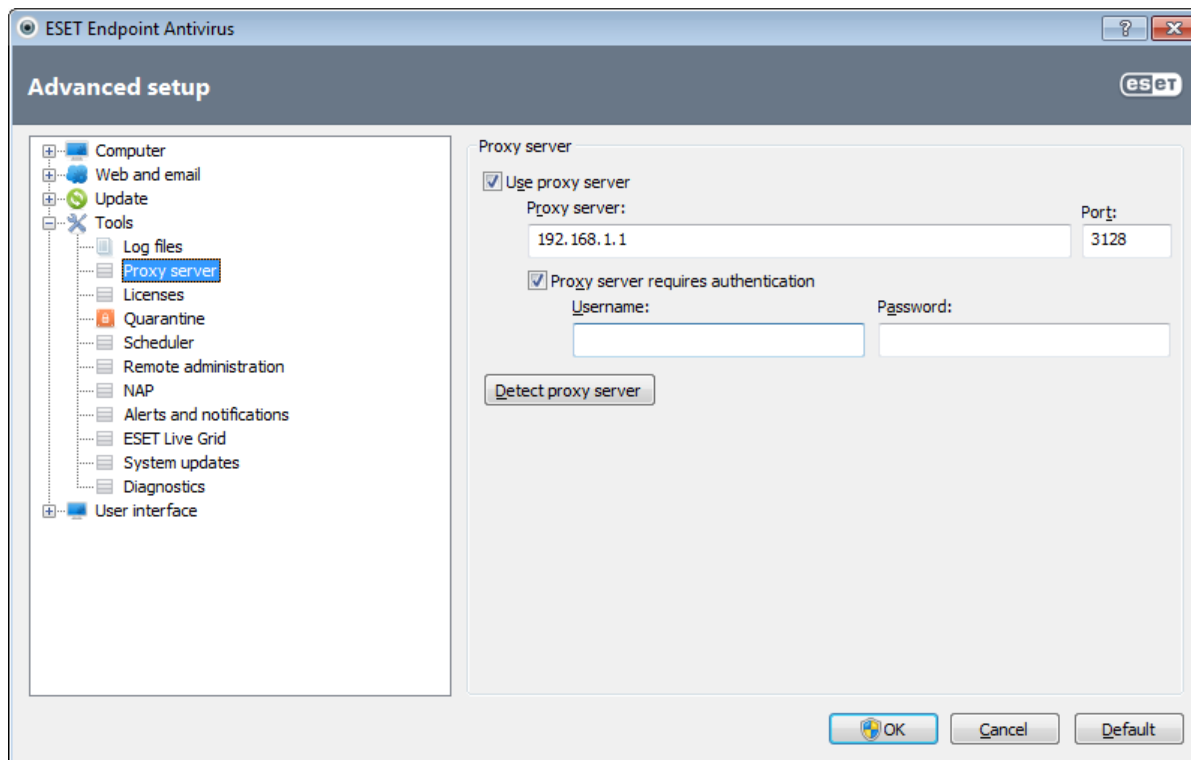 ESET Endpoint Antivirus
?
Advanced setup
eset
Computer
Web and email
Update
Tools
Log files
Proxy server
Licenses
Quarantine
Scheduler
Remote administration
NAP
Alerts and notifications
ESET Live Grid
System updates
Diagnostics
User interface
Proxy server
Use proxy server
Proxy server: Port:
192.168.1.1 3128
Proxy server requires authentication
Username: Password:
Detect proxy server
OK Cancel Default